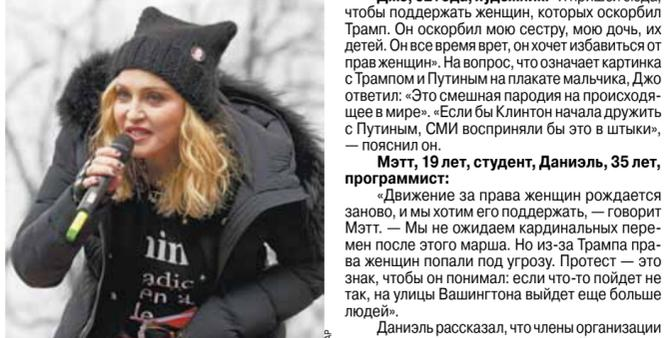 чтобы поддержать женщин, которых оскорбил
Трамп. Он оскорбил мою сестру, мою дочь, их
детей. Он все время врет, он хочет избавиться от
прав женщин». На вопрос, что означает картинка
с Трампом и Путиным на плакате мальчика, Джо
ответил: «Это смешная пародия на происходя-
щее в мире». «Если бы Клинтон начала дружить
с Путиным, СМИ восприняли бы это в штыки»,
— пояснил он.
Мэтт, 19 лет, студент, Даниэль, 35 лет,
программист:
«Движение за права женщин рождается
заново, и мы хотим его поддержать, — говорит
Мэтт. — Мы не ожидаем кардинальных пере-
мен после этого марша. Но из-за Трампа пра-
ва женщин попали под угрозу. Протест — это
знак, чтобы он понимал: если что-то пойдет не
так, на улицы Вашингтона выйдет еще больше
людей».
Даниэль рассказал, что члены организации
AP